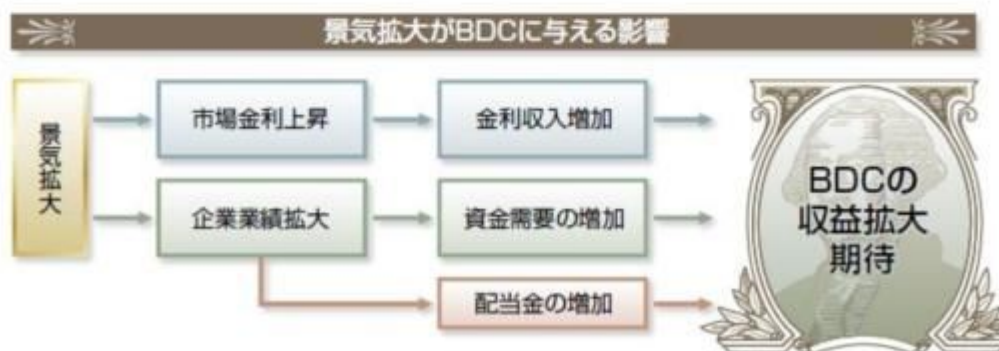 景気拡大がBDCに与える影響
景気拡大
市場金利上昇
金利収入増加
企業業績拡大
資金需要の増加
配当金の増加
BDCの
収益拡大
期待